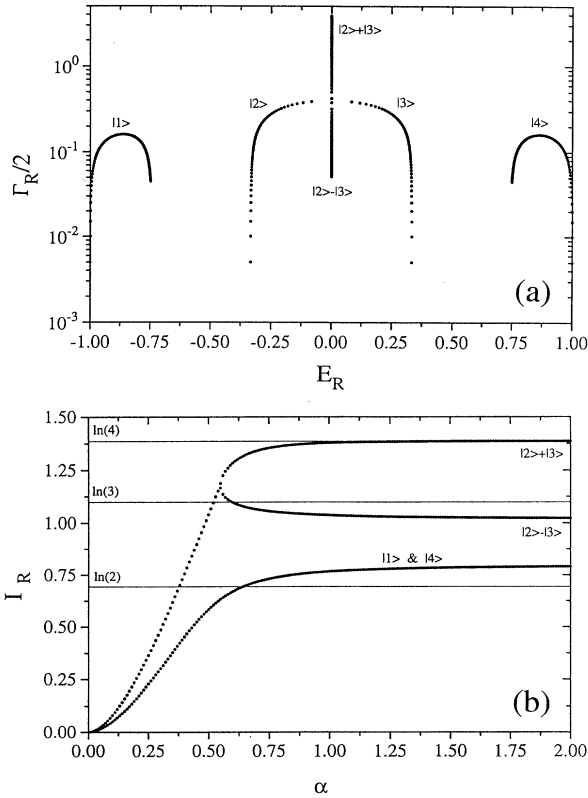 10⁰
|2>+|3>
|1>
|2>
|3>
|4>
10⁻¹
Γ_R/2
|2>-|3>
10⁻²
(a)
10⁻³
-1.00 -0.75 -0.50 -0.25 0.00 0.25 0.50 0.75 1.00
E_R
1.50
ln(4)
|2>+|3>
1.25
ln(3)
1.00
|2>-|3>
|1> & |4>
0.75
ln(2)
I_R
0.50
0.25
(b)
0.00
0.00 0.25 0.50 0.75 1.00 1.25 1.50 1.75 2.00
α